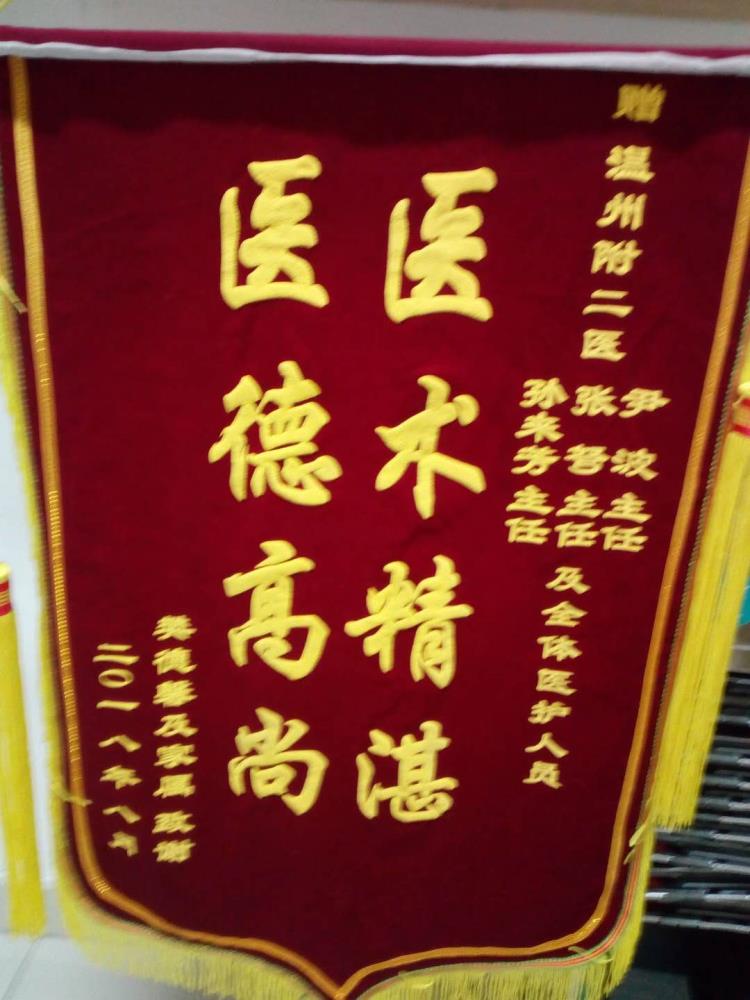 赠温州附二医
尹波主任
张弩主任
孙来芳主任
及全体医护人员
医术精湛
医德高尚
樊德馨及家属 致谢
二〇一八年八月